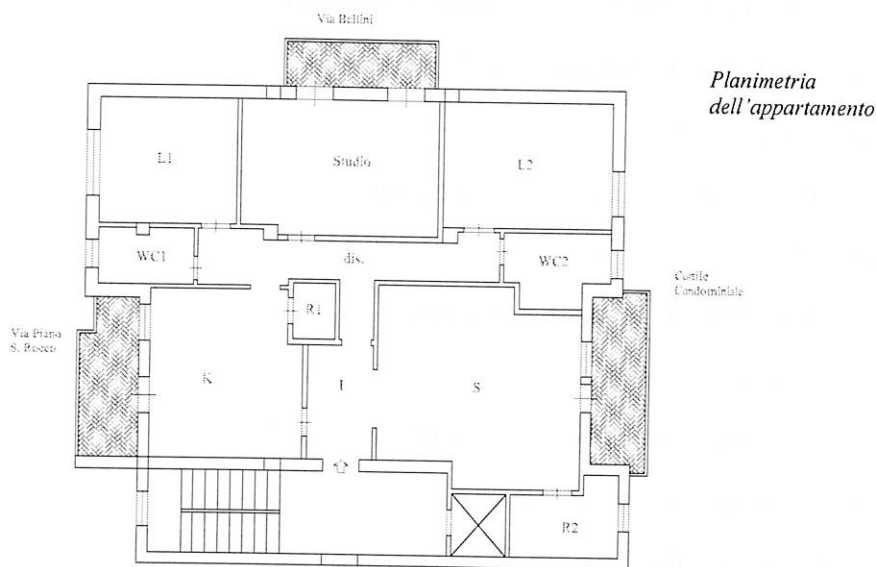 Via Bellini
Planimetria
dell'appartamento
L1
Studio
L2
dis.
WC1
WC2
Cortile
Condominiale
R1
Via Piano
S. Rocco
K
I
S
R2